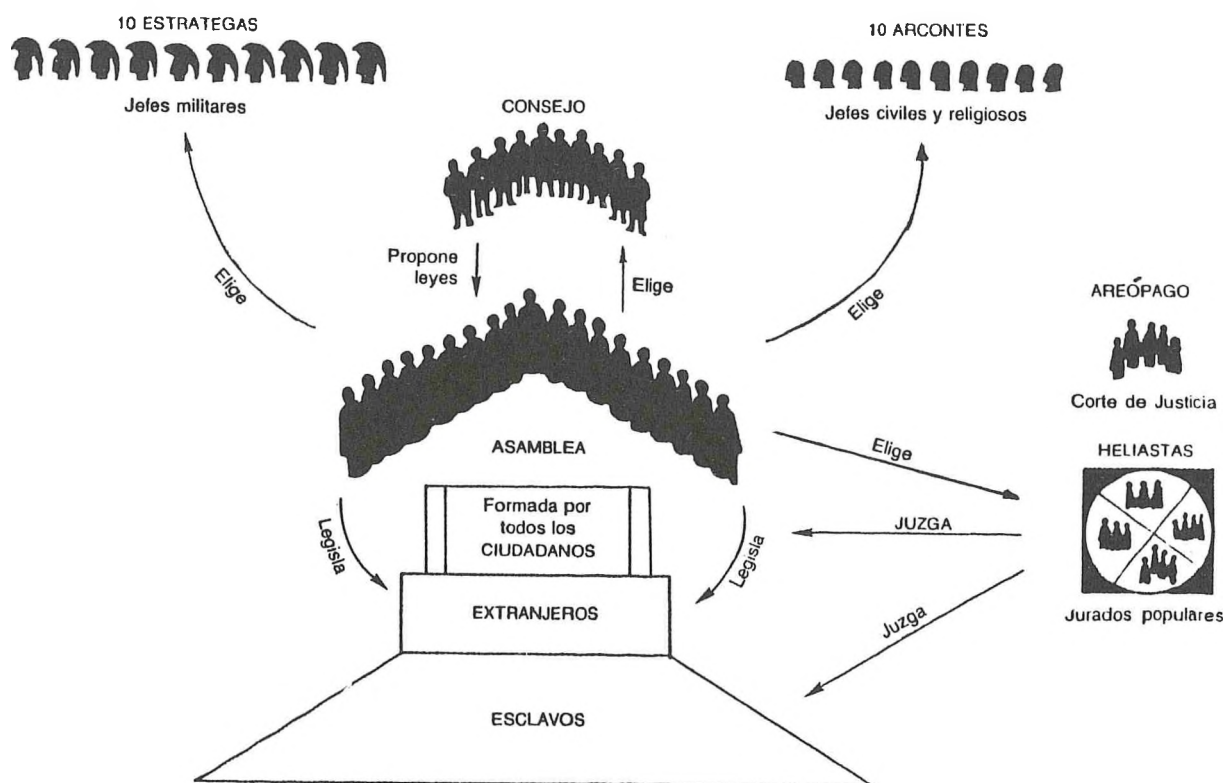 10 ESTRATEGAS
Jefes militares
10 ARCONTES
Jefes civiles y religiosos
CONSEJO
Propone
leyes
Elige
Elige
Elige
AREÓPAGO
Corte de Justicia
ASAMBLEA
Elige
HELIASTAS
Jurados populares
Formada por
todos los
CIUDADANOS
Legisla
Legisla
JUZGA
Juzga
EXTRANJEROS
ESCLAVOS